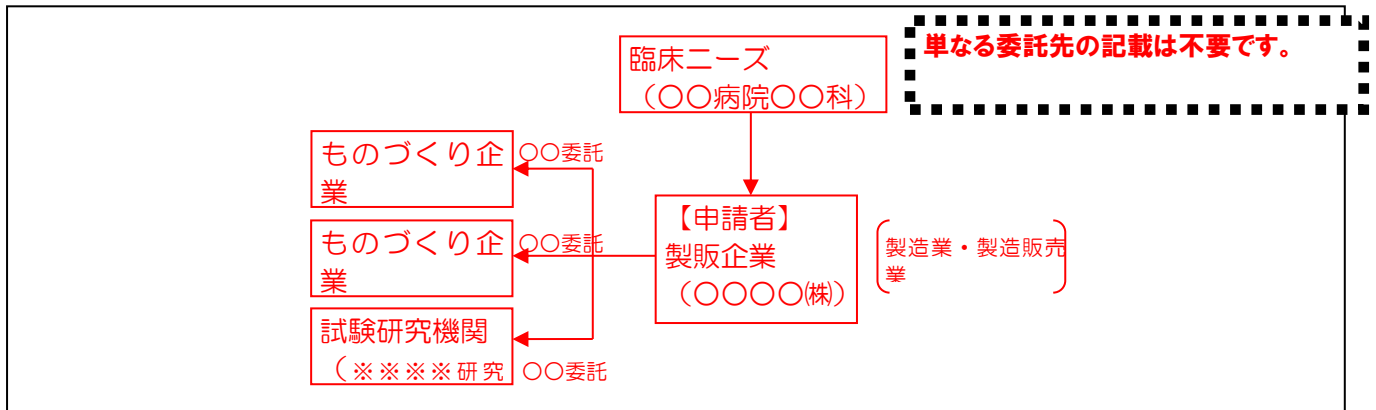 単なる委託先の記載は不要です。
臨床ニーズ
（〇〇病院〇〇科）
ものづくり企
業
〇〇委託
ものづくり企
業
〇〇委託
【申請者】
製販企業
（〇〇〇〇㈱）
製造業・製造販売
業
試験研究機関
（※※※※研究
〇〇委託